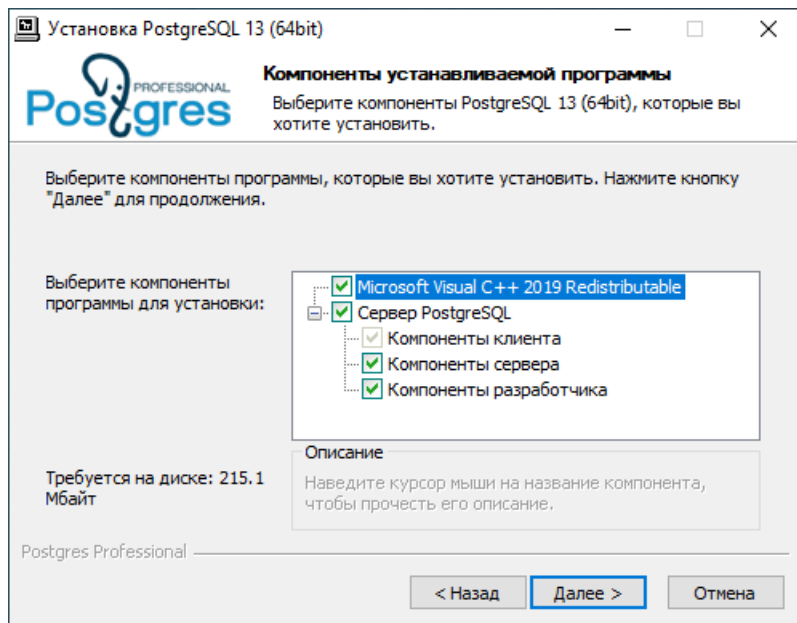 Установка PostgreSQL 13 (64bit)
PROFESSIONAL
Postgres
Компоненты устанавливаемой программы
Выберите компоненты PostgreSQL 13 (64bit), которые вы
хотите установить.
Выберите компоненты программы, которые вы хотите установить. Нажмите кнопку
"Далее" для продолжения.
Выберите компоненты
программы для установки:
Microsoft Visual C++ 2019 Redistributable
Сервер PostgreSQL
Компоненты клиента
Компоненты сервера
Компоненты разработчика
Требуется на диске: 215.1
Мбайт
Описание
Наведите курсор мыши на название компонента,
чтобы прочесть его описание.
Postgres Professional
< Назад
Далее >
Отмена